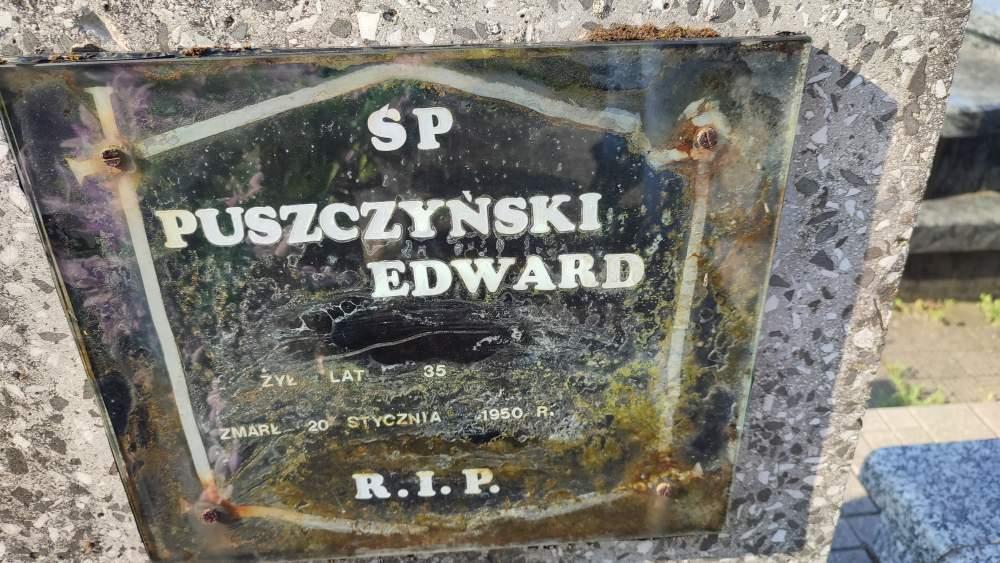 ŚP
PUSZCZYŃSKI
EDWARD
ŻYŁ LAT 35
ZMARŁ 20 STYCZNIA 1950 R.
R.I.P.